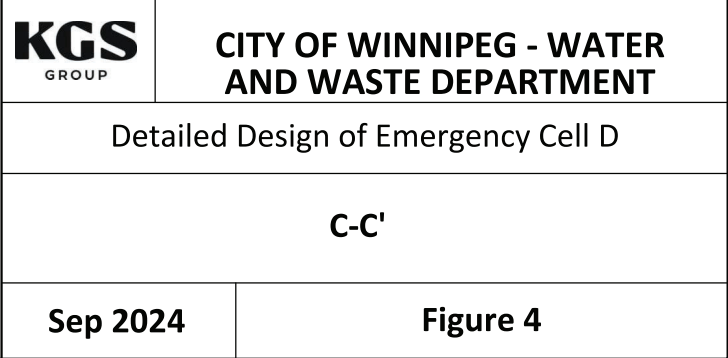 KGS
GROUP
CITY OF WINNIPEG - WATER
AND WASTE DEPARTMENT
Detailed Design of Emergency Cell D
C-C'
Sep 2024
Figure 4